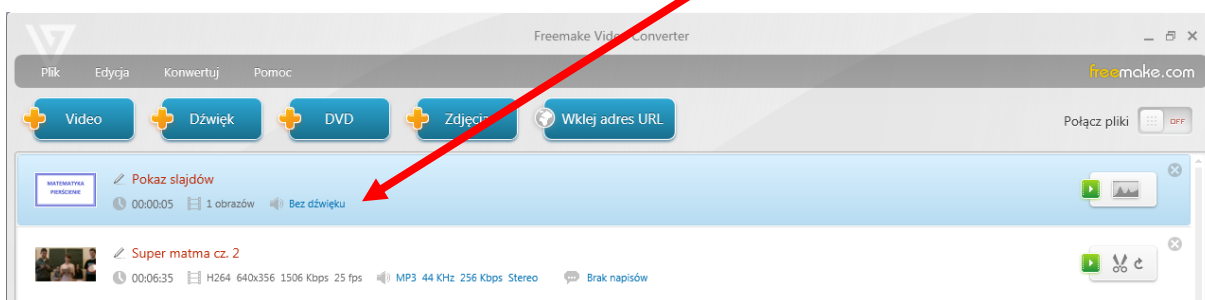 Freemake Video Converter
Plik Edycja Konwertuj Pomoc
freemake.com
Video Dźwięk DVD Zdjęcia Wklej adres URL
Połącz pliki OFF
MATEMATYKA
PIERŚCIENIE
Pokaz slajdów
00:00:05 1 obrazów Bez dźwięku
Super matma cz. 2
00:06:35 H264 640x356 1506 Kbps 25 fps MP3 44 KHz 256 Kbps Stereo Brak napisów